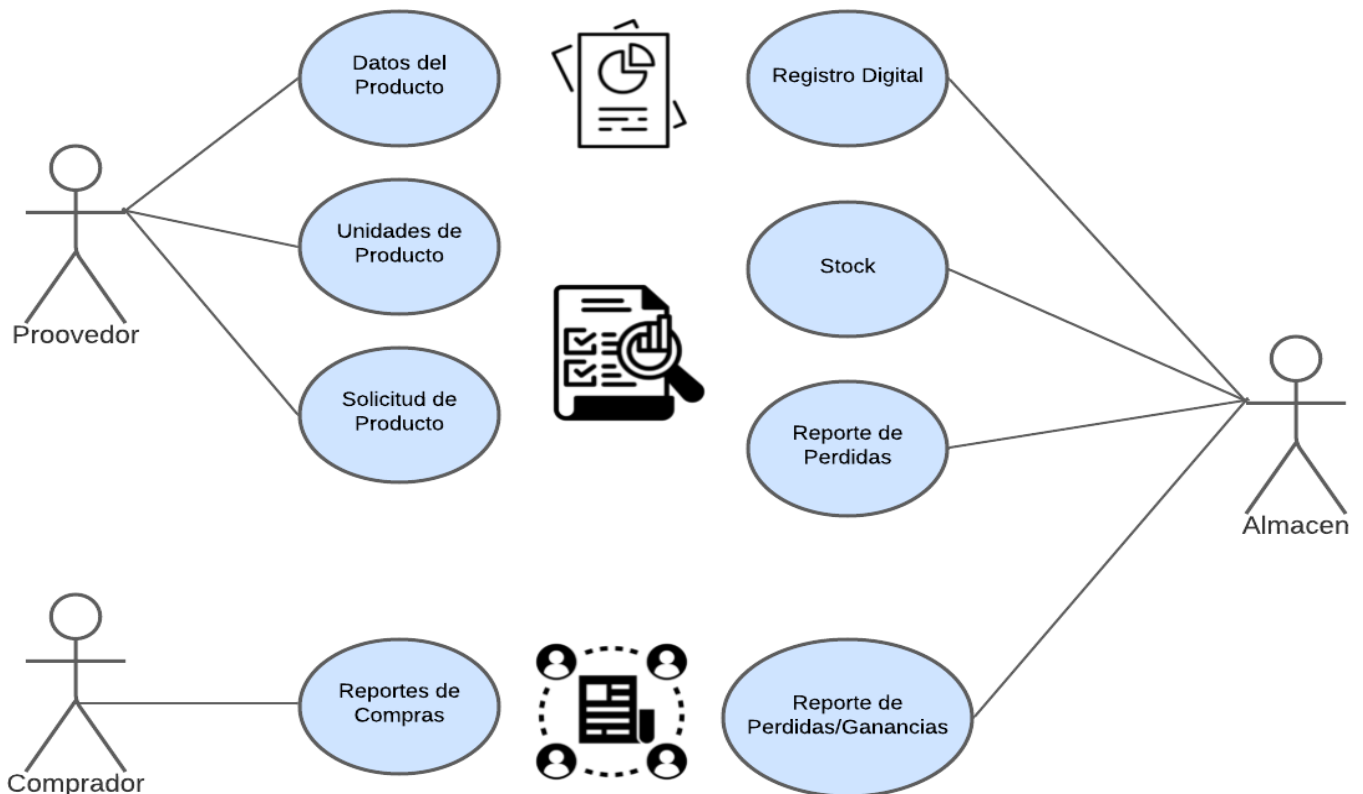 Datos del
Producto
Registro Digital
Unidades de
Producto
Stock
Proovedor
Solicitud de
Producto
Reporte de
Perdidas
Almacen
Reportes de
Compras
Reporte de
Perdidas/Ganancias
Comprador